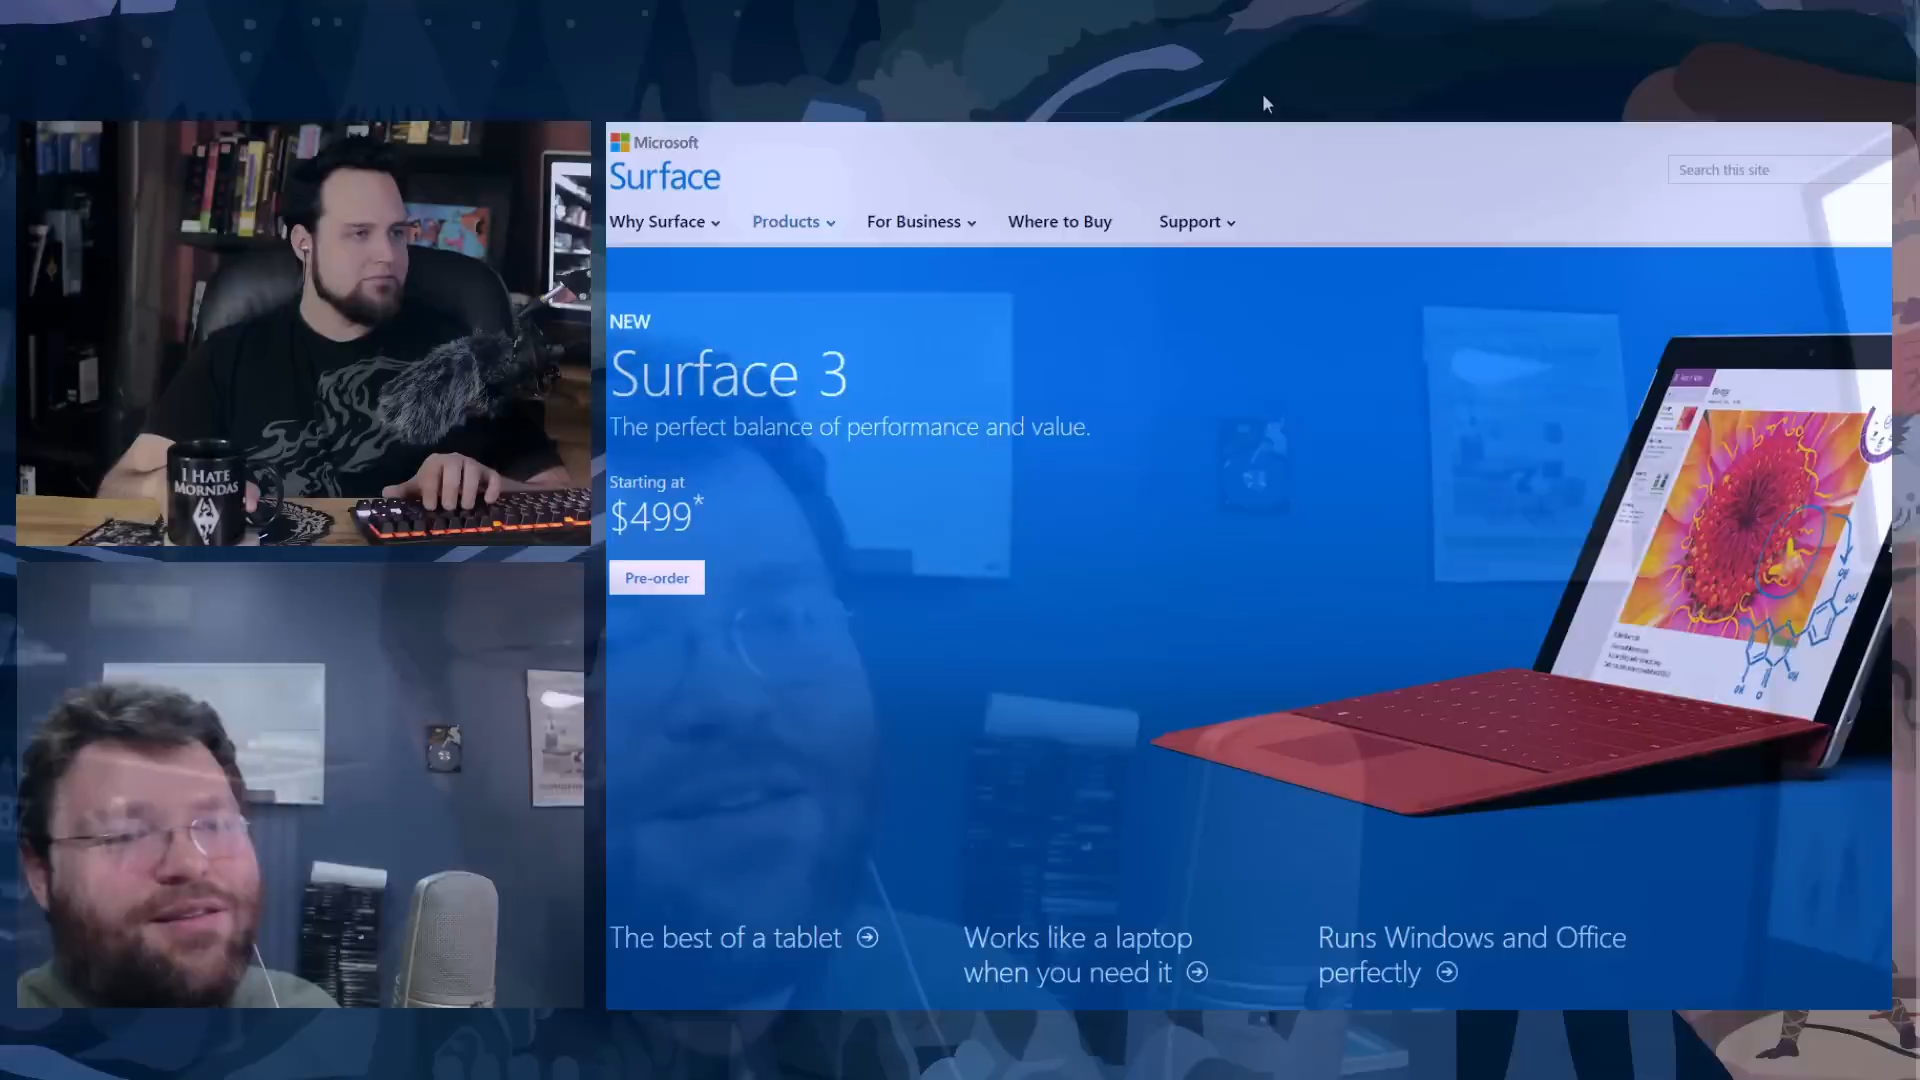 Microsoft
Surface
Search this site
Why Surface
Products
For Business
Where to Buy
Support
NEW
Surface 3
The perfect balance of performance and value.
Starting at
$499*
Pre-order
I HATE
MORNDAS
The best of a tablet
Works like a laptop
when you need it
Runs Windows and Office
perfectly